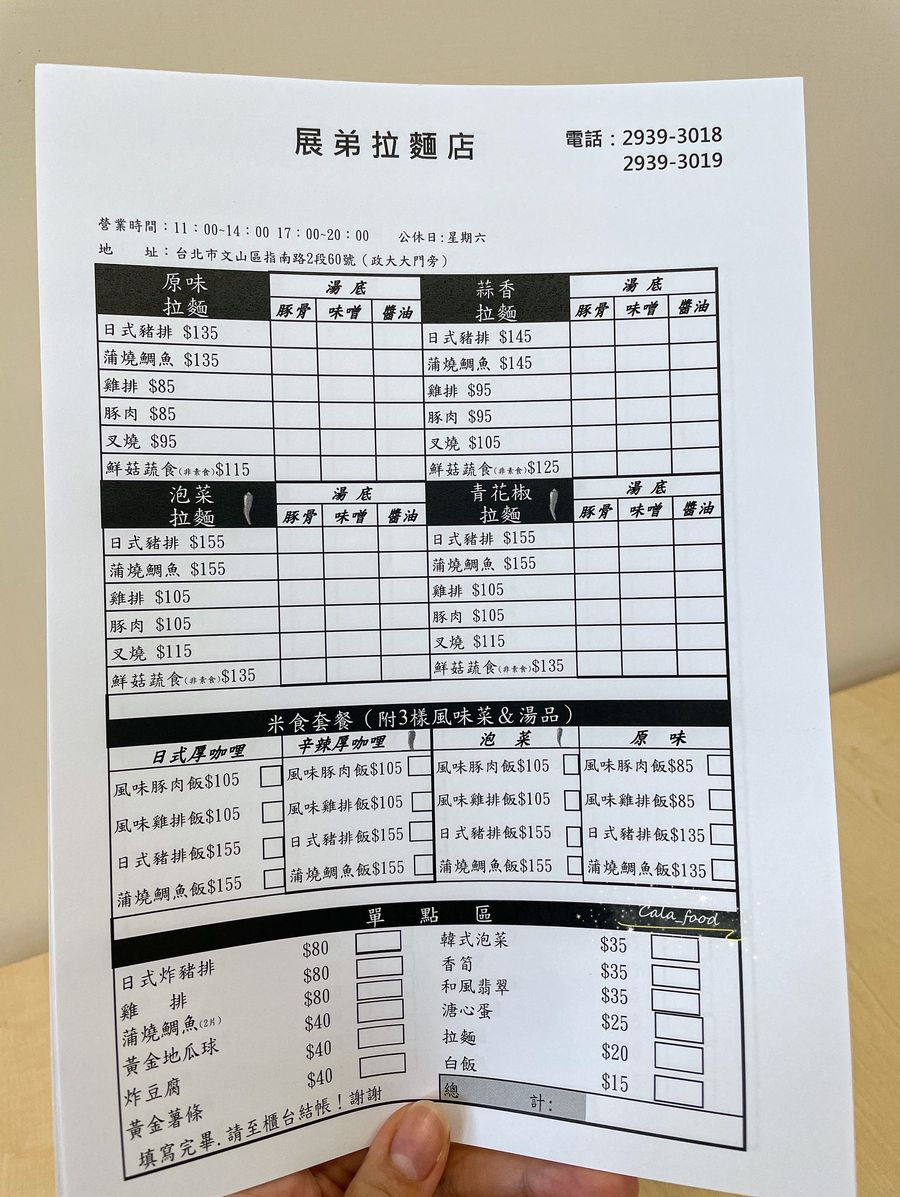 展弟拉麵店
電話：2939-3018
2939-3019
營業時間：11：00~14：00 17：00~20：00 公休日:星期六
地 址：台北市文山區指南路2段60號（政大大門旁）
原味 湯 底 蒜香 湯 底
拉麵 豚骨 味噌 醬油 拉麵 豚骨 味噌 醬油
日式豬排 $135 日式豬排 $145
蒲燒鯛魚 $135 蒲燒鯛魚 $145
雞排 $85 雞排 $95
豚肉 $85 豚肉 $95
叉燒 $95 叉燒 $105
鮮菇蔬食(非素食)$115 鮮菇蔬食(非素食)$125
泡菜 湯 底 青花椒 湯 底
拉麵 豚骨 味噌 醬油 拉麵 豚骨 味噌 醬油
日式豬排 $155 日式豬排 $155
蒲燒鯛魚 $155 蒲燒鯛魚 $155
雞排 $105 雞排 $105
豚肉 $105 豚肉 $105
叉燒 $115 叉燒 $115
鮮菇蔬食(非素食)$135 鮮菇蔬食(非素食)$135
米食套餐（附3樣風味菜＆湯品）
日式厚咖哩 辛辣厚咖哩 泡 菜 原 味
風味豚肉飯$105 風味豚肉飯$105 風味豚肉飯$105 風味豚肉飯$85
風味雞排飯$105 風味雞排飯$105 風味雞排飯$105 風味雞排飯$85
日式豬排飯$155 日式豬排飯$155 日式豬排飯$155 日式豬排飯$135
蒲燒鯛魚飯$155 蒲燒鯛魚飯$155 蒲燒鯛魚飯$155 蒲燒鯛魚飯$135
單 點 區
Cala_food
日式炸豬排 $80 韓式泡菜 $35
雞 排 $80 香筍 $35
蒲燒鯛魚(2片) $80 和風翡翠 $35
黃金地瓜球 $40 溏心蛋 $25
炸豆腐 $40 拉麵 $20
黃金薯條 $40 白飯 $15
總 計:
填寫完畢.請至櫃台結帳！謝謝